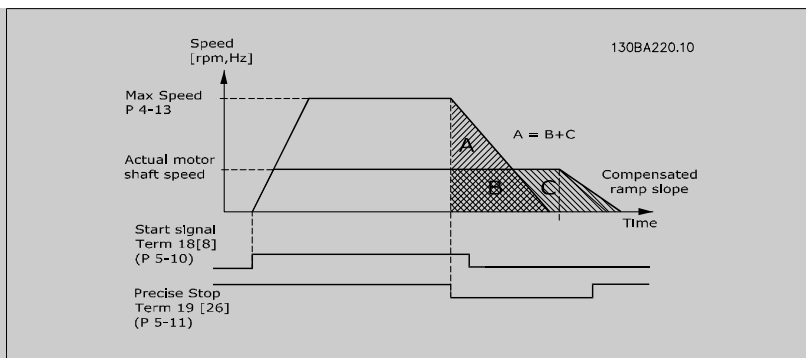 Speed
[rpm,Hz]
130BA220.10
Max Speed
P 4-13
A = B+C
A
Actual motor
shaft speed
B
C
Compensated
ramp slope
Time
Start signal
Term 18[8]
(P 5-10)
Precise Stop
Term 19 [26]
(P 5-11)